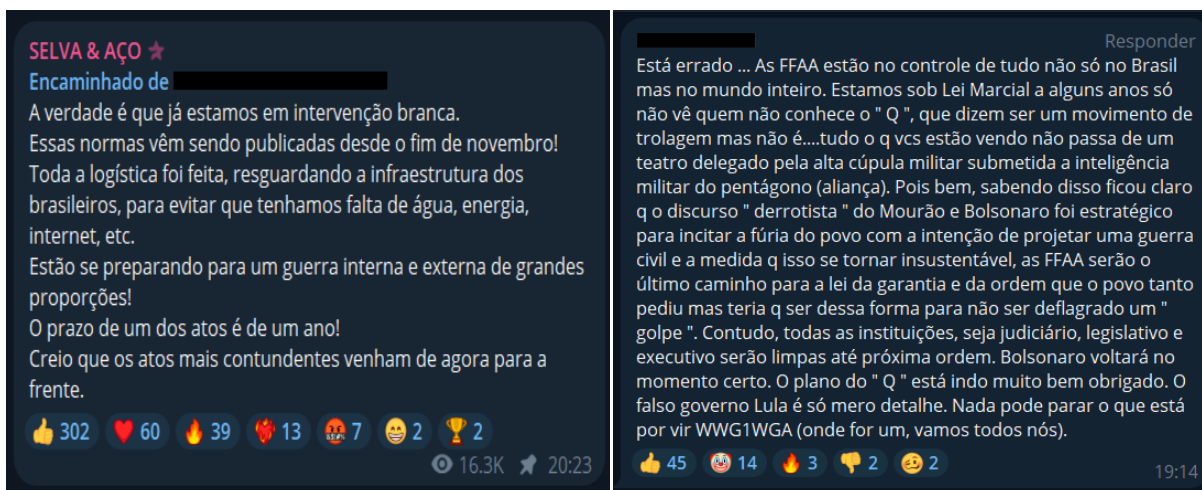 SELVA & AÇO
Encaminhado de
A verdade é que já estamos em intervenção branca.
Essas normas vêm sendo publicadas desde o fim de novembro!
Toda a logística foi feita, resguardando a infraestrutura dos
brasileiros, para evitar que tenhamos falta de água, energia,
internet, etc.
Estão se preparando para um guerra interna e externa de grandes
proporções!
O prazo de um dos atos é de um ano!
Creio que os atos mais contundentes venham de agora para a
frente.
302 60 39 13 7 2 2
16.3K 20:23
Responder
Está errado ... As FFAA estão no controle de tudo não só no Brasil
mas no mundo inteiro. Estamos sob Lei Marcial a alguns anos só
não vê quem não conhece o " Q ", que dizem ser um movimento de
trolagem mas não é....tudo o q vcs estão vendo não passa de um
teatro delegado pela alta cúpula militar submetida a inteligência
militar do pentágono (aliança). Pois bem, sabendo disso ficou claro
q o discurso " derrotista " do Mourão e Bolsonaro foi estratégico
para incitar a fúria do povo com a intenção de projetar uma guerra
civil e a medida q isso se tornar insustentável, as FFAA serão o
último caminho para a lei da garantia e da ordem que o povo tanto
pediu mas teria q ser dessa forma para não ser deflagrado um "
golpe ". Contudo, todas as instituições, seja judiciário, legislativo e
executivo serão limpas até próxima ordem. Bolsonaro voltará no
momento certo. O plano do " Q " está indo muito bem obrigado. O
falso governo Lula é só mero detalhe. Nada pode parar o que está
por vir WWG1WGA (onde for um, vamos todos nós).
45 14 3 2 2
19:14